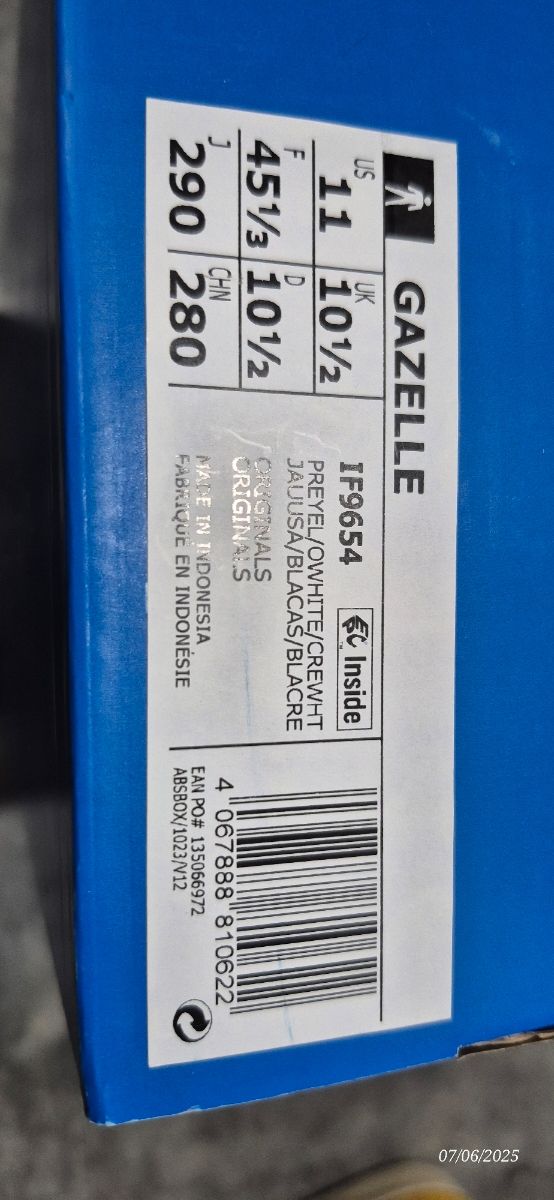 GAZELLE
US 11
UK 10½
F 45⅓
D 10½
J 290
CHN 280
IF9654
Inside™
PREYEL/OWHITE/CREWHT
JAUUSA/BLACAS/BLACRE
ORIGINALS
ORIGINALS
MADE IN INDONESIA
FABRIQUÉ EN INDONÉSIE
4 067888 810622
EAN PO# 135066972
ABSBOX/1023/V12
07/06/2025